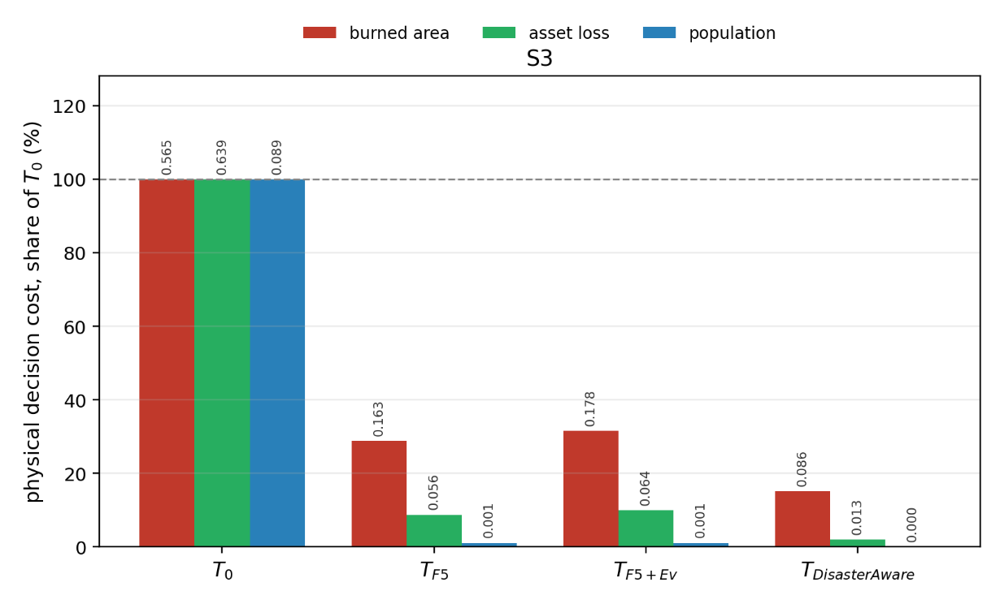 burned area asset loss population
S3
physical decision cost, share of T0 (%)
120
100
80
60
40
20
0
0.565 0.639 0.089
0.163 0.056 0.001
0.178 0.064 0.001
0.086 0.013 0.000
T0 TF5 TF5+Ev TDisasterAware